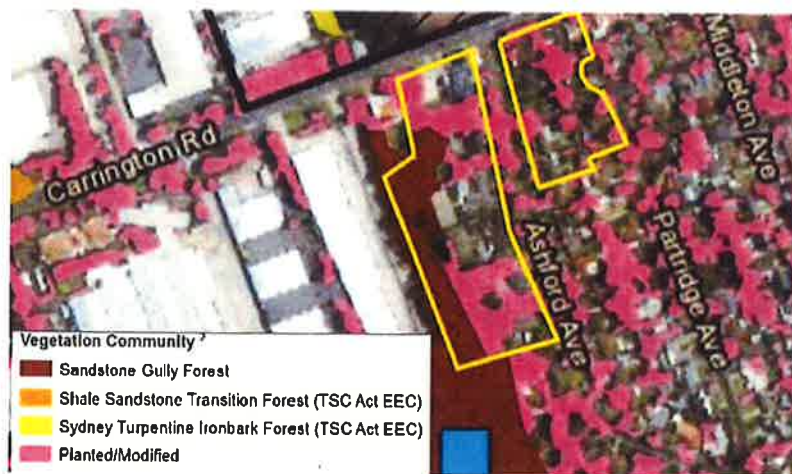 Carrington Rd
Middleton Ave
Ashford Ave
Partridge Ave
Vegetation Community
Sandstone Gully Forest
Shale Sandstone Transition Forest (TSC Act EEC)
Sydney Turpentine Ironbark Forest (TSC Act EEC)
Planted/Modified